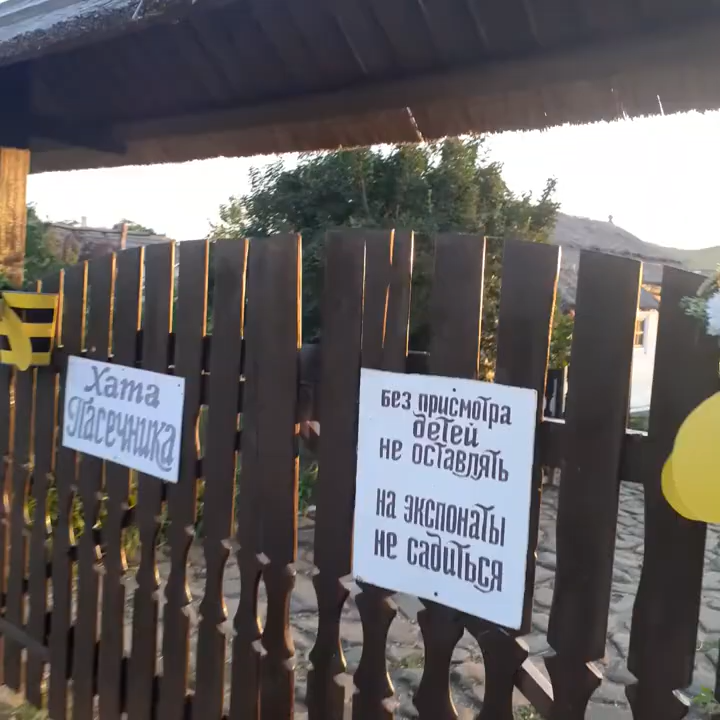 Хата
Пасечника
без присмотра
детей
не оставлять
на экспонаты
не садиться